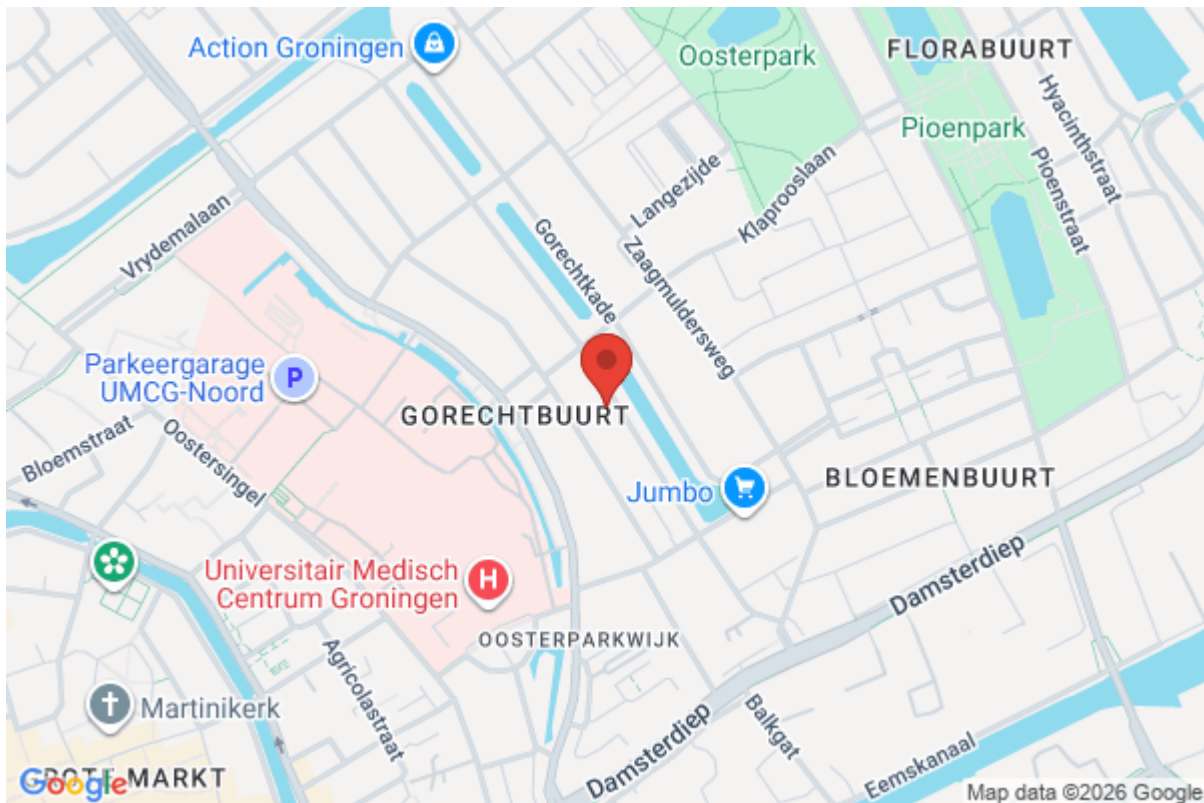 Action Groningen
Oosterpark
FLORABUURT
Hyacinthstraat
Pioenpark
Langezijde
Klaprooslaan
Pioenstraat
Vrydemalaan
Gorechtkade
Zaagmuldersweg
Parkeergarage
UMCG-Noord
P
GORECHTBUURT
Bloemstraat
Oostersingel
Jumbo
BLOEMENBUURT
Universitair Medisch
Centrum Groningen
H
Damsterdiep
OOSTERPARKWIJK
Agricolastraat
Martinikerk
Balkgat
Damsterdiep
Eemskanaal
MARKT
Google
Map data ©2026 Google